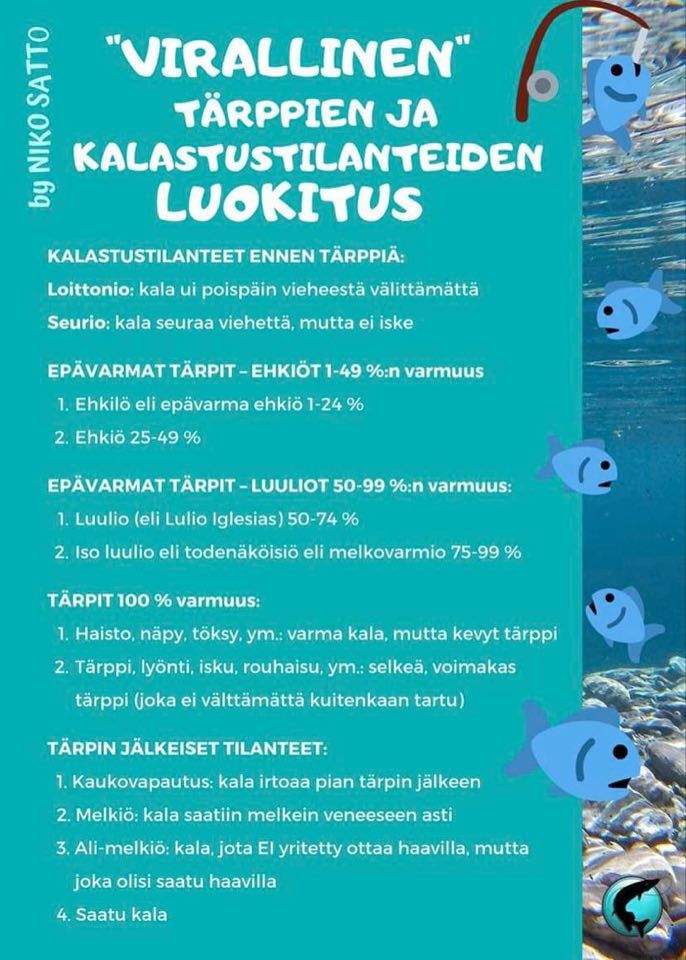 by NIKO SATTO
"VIRALLINEN"
TÄRPPIEN JA
KALASTUSTILANTEIDEN
LUOKITUS
KALASTUSTILANTEET ENNEN TÄRPPIÄ:
Loittonio: kala ui poispäin vieheestä välittämättä
Seurio: kala seuraa viehettä, mutta ei iske
EPÄVARMAT TÄRPIT – EHKIÖT 1-49 %:n varmuus
1. Ehkilö eli epävarma ehkiö 1-24 %
2. Ehkiö 25-49 %
EPÄVARMAT TÄRPIT – LUULIOT 50-99 %:n varmuus:
1. Luulio (eli Lulio Iglesias) 50-74 %
2. Iso luulio eli todenäköisiö eli melkovarmio 75-99 %
TÄRPIT 100 % varmuus:
1. Haisto, näpy, töksy, ym.: varma kala, mutta kevyt tärppi
2. Tärppi, lyönti, isku, rouhaisu, ym.: selkeä, voimakas
tärppi (joka ei välttämättä kuitenkaan tartu)
TÄRPIN JÄLKEISET TILANTEET:
1. Kaukovapautus: kala irtoaa pian tärpin jälkeen
2. Melkiö: kala saatiin melkein veneeseen asti
3. Ali-melkiö: kala, jota EI yritetty ottaa haavilla, mutta
joka olisi saatu haavilla
4. Saatu kala